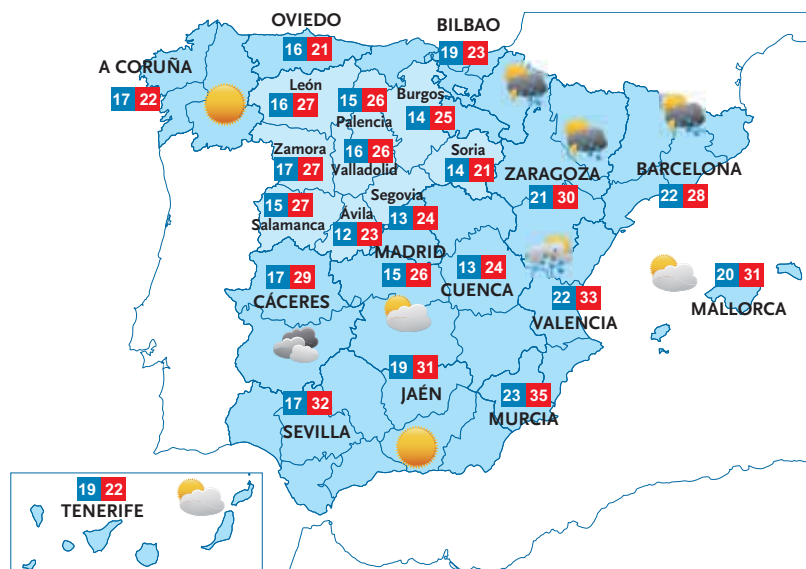 OVIEDO
16 21
BILBAO
19 23
A CORUÑA
17 22
León
16 27
15 26
Palencia
Burgos
14 25
Zamora
17 27
16 26
Valladolid
Soria
14 21
ZARAGOZA
21 30
BARCELONA
22 28
15 27
Salamanca
Segovia
13 24
Ávila
12 23
MADRID
15 26
13 24
CUENCA
17 29
CÁCERES
22 33
VALENCIA
20 31
MALLORCA
19 31
JAÉN
17 32
SEVILLA
23 35
MURCIA
19 22
TENERIFE